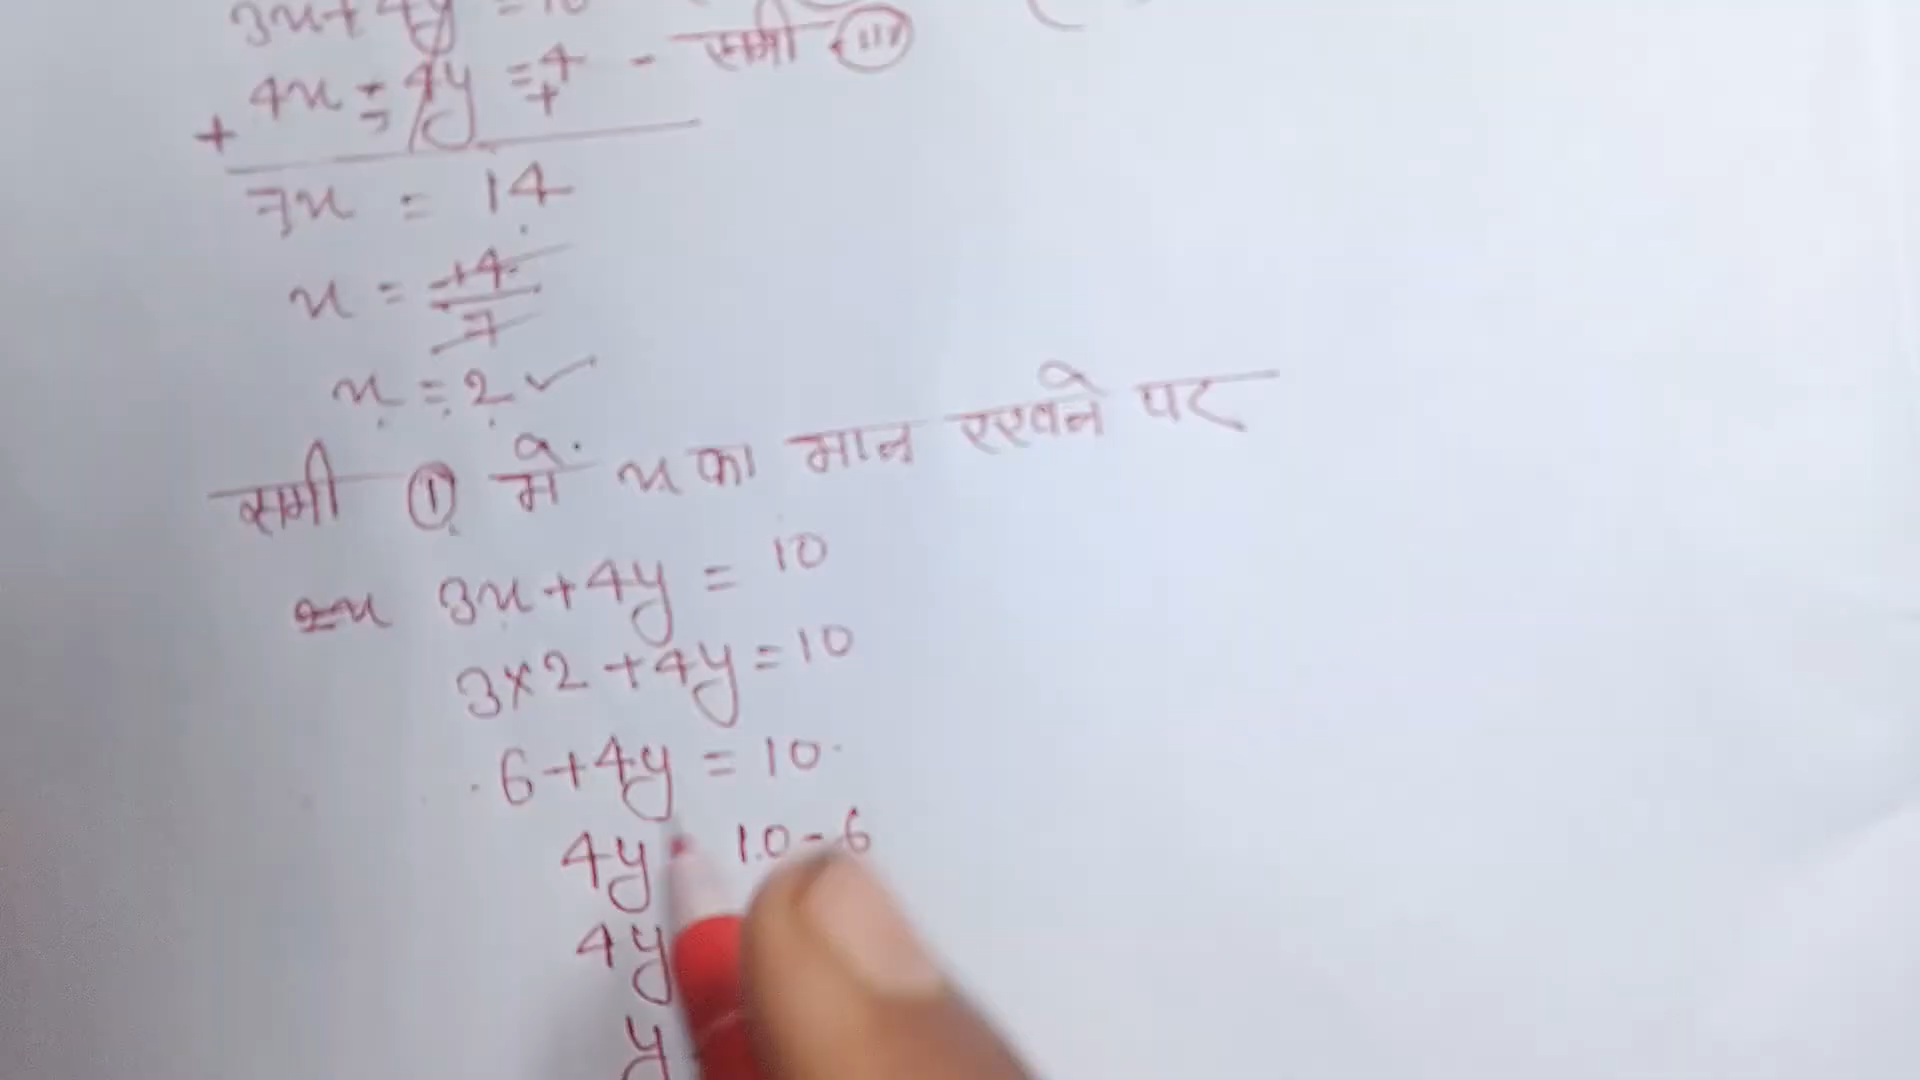 3x+4y=10
+ 4x-4y=4 - समी (iii)
7x = 14
x = 14/7
x = 2 ✓
समी ① में x का मान रखने पर
3x+4y = 10
3×2+4y=10
6+4y = 10
4y 10-6
4y
y